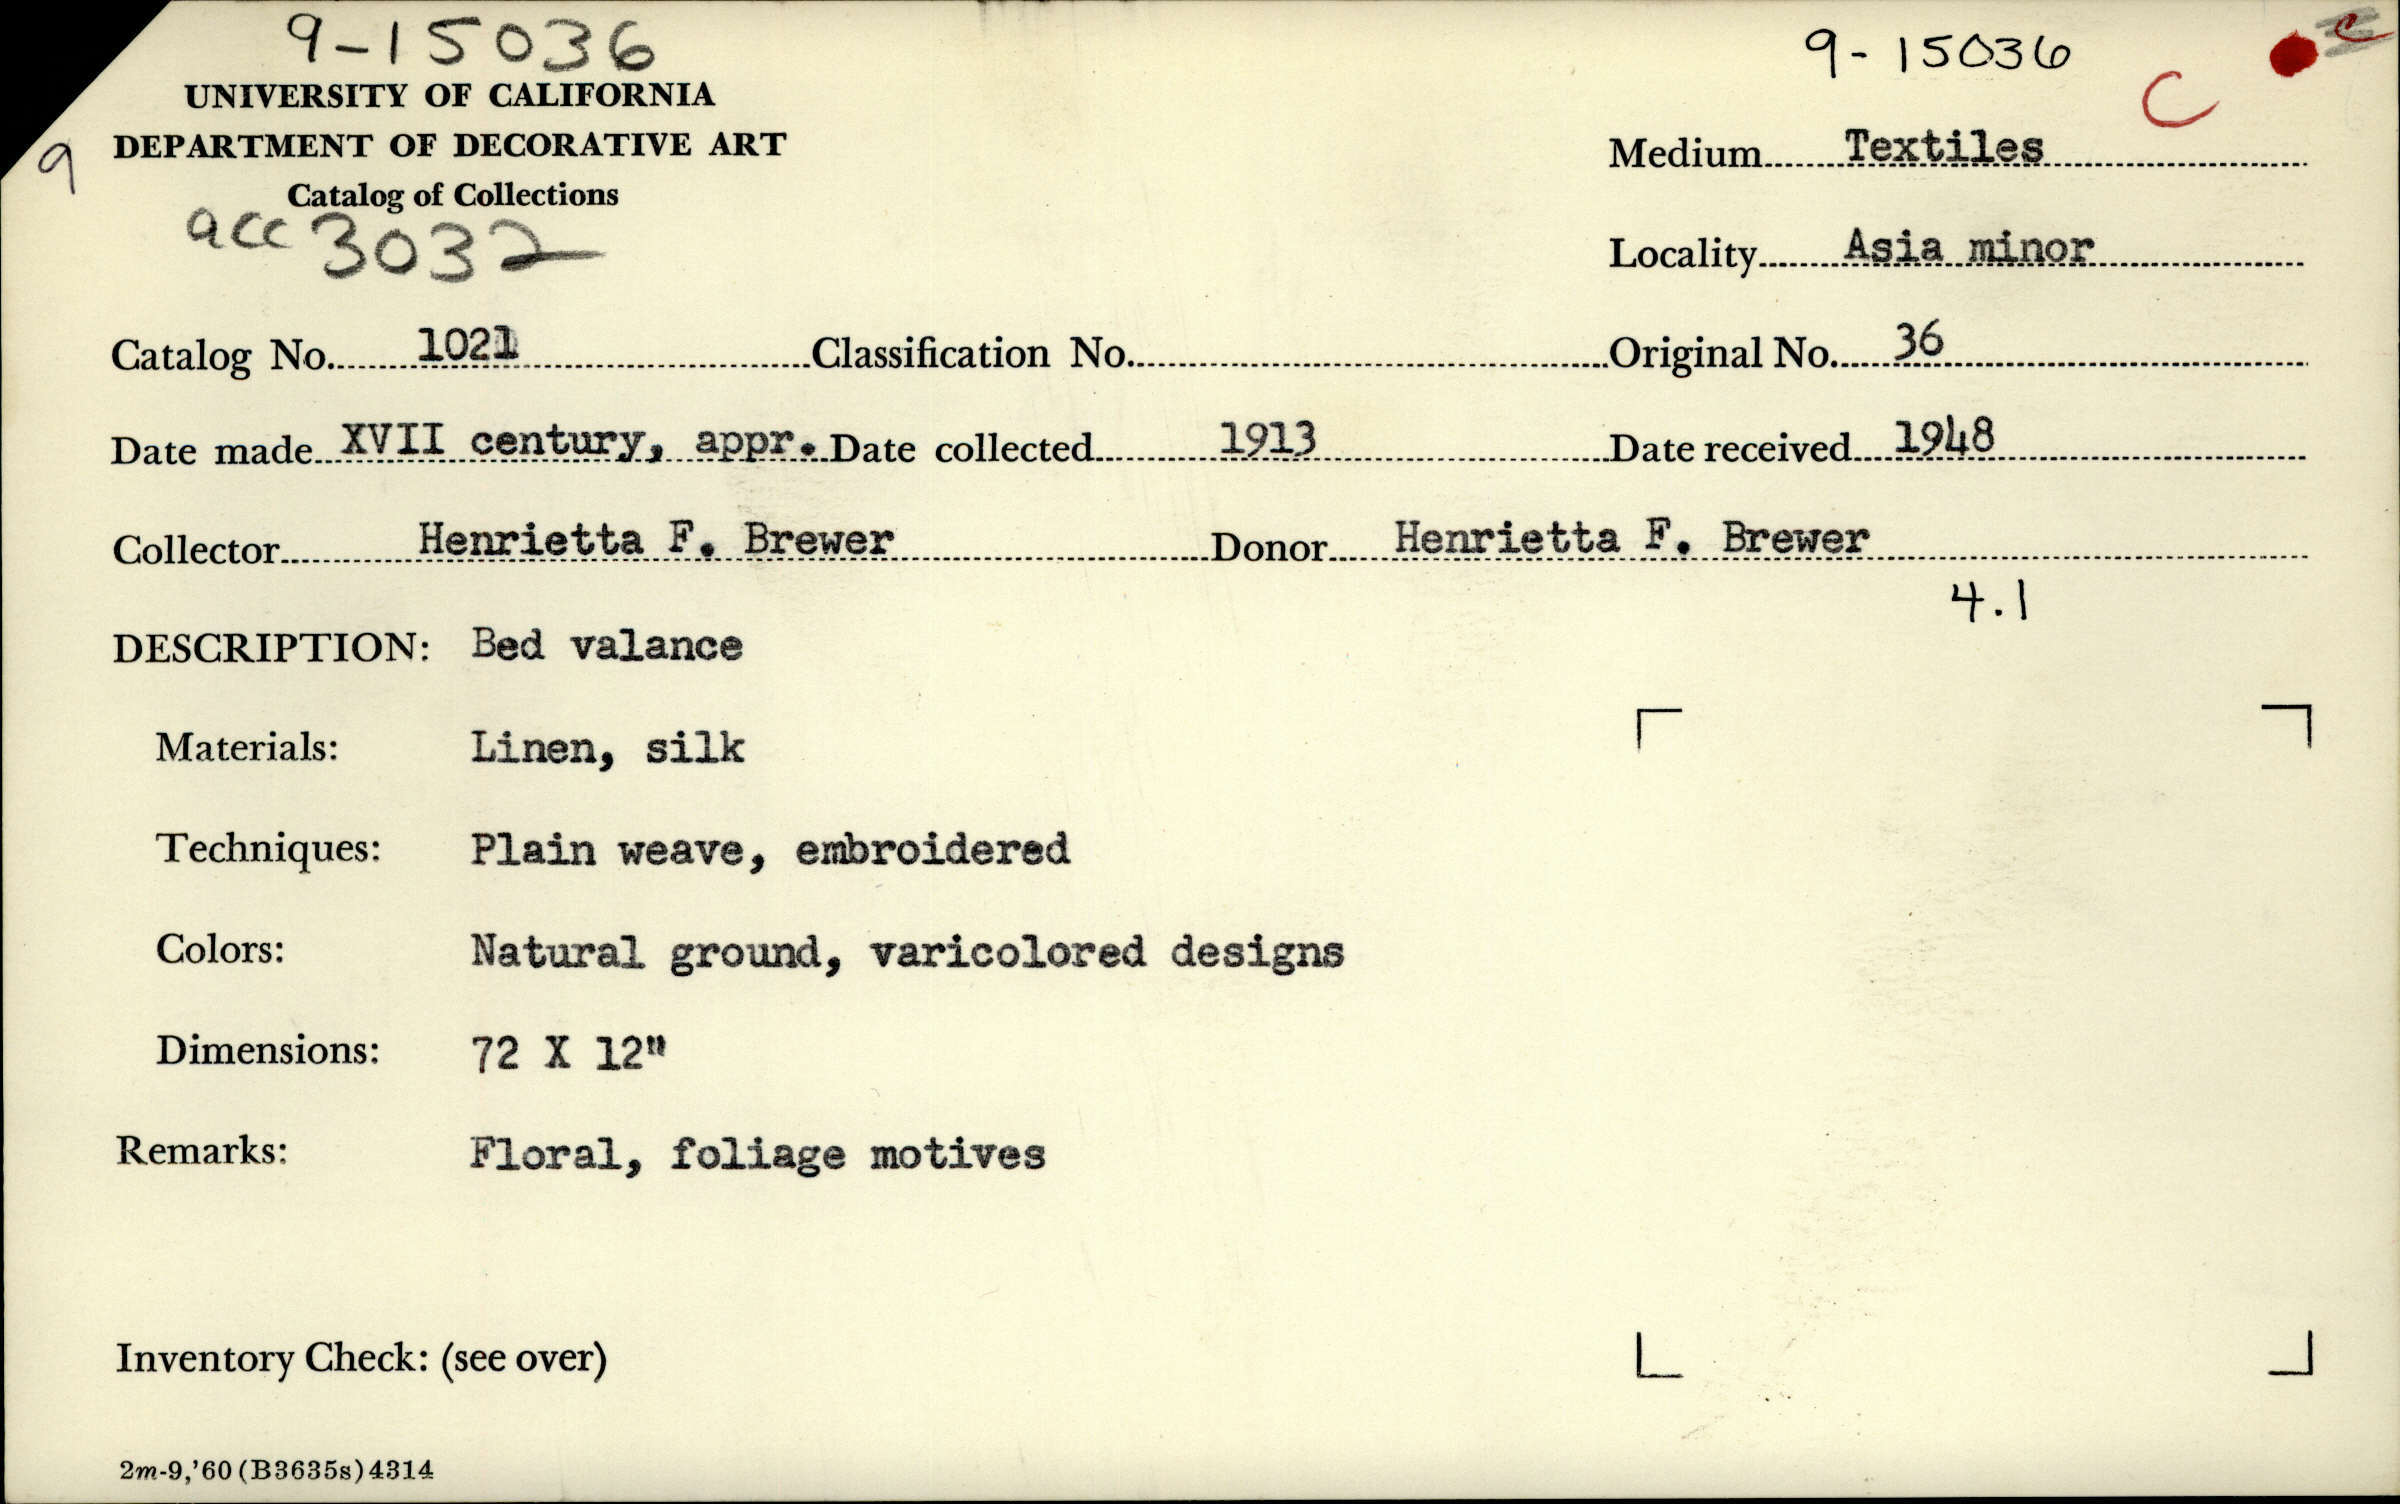 9-15036
9-15036
C
C
UNIVERSITY OF CALIFORNIA
DEPARTMENT OF DECORATIVE ART
9
Catalog of Collections
acc 3032
Medium Textiles
Locality Asia minor
Catalog No. 1021 Classification No. Original No. 36
Date made XVII century, appr. Date collected 1913 Date received 1948
Collector Henrietta F. Brewer Donor Henrietta F. Brewer
4.1
DESCRIPTION: Bed valance
Materials: Linen, silk
Techniques: Plain weave, embroidered
Colors: Natural ground, varicolored designs
Dimensions: 72 X 12"
Remarks: Floral, foliage motives
Inventory Check: (see over)
2m-9,'60 (B3635s) 4314